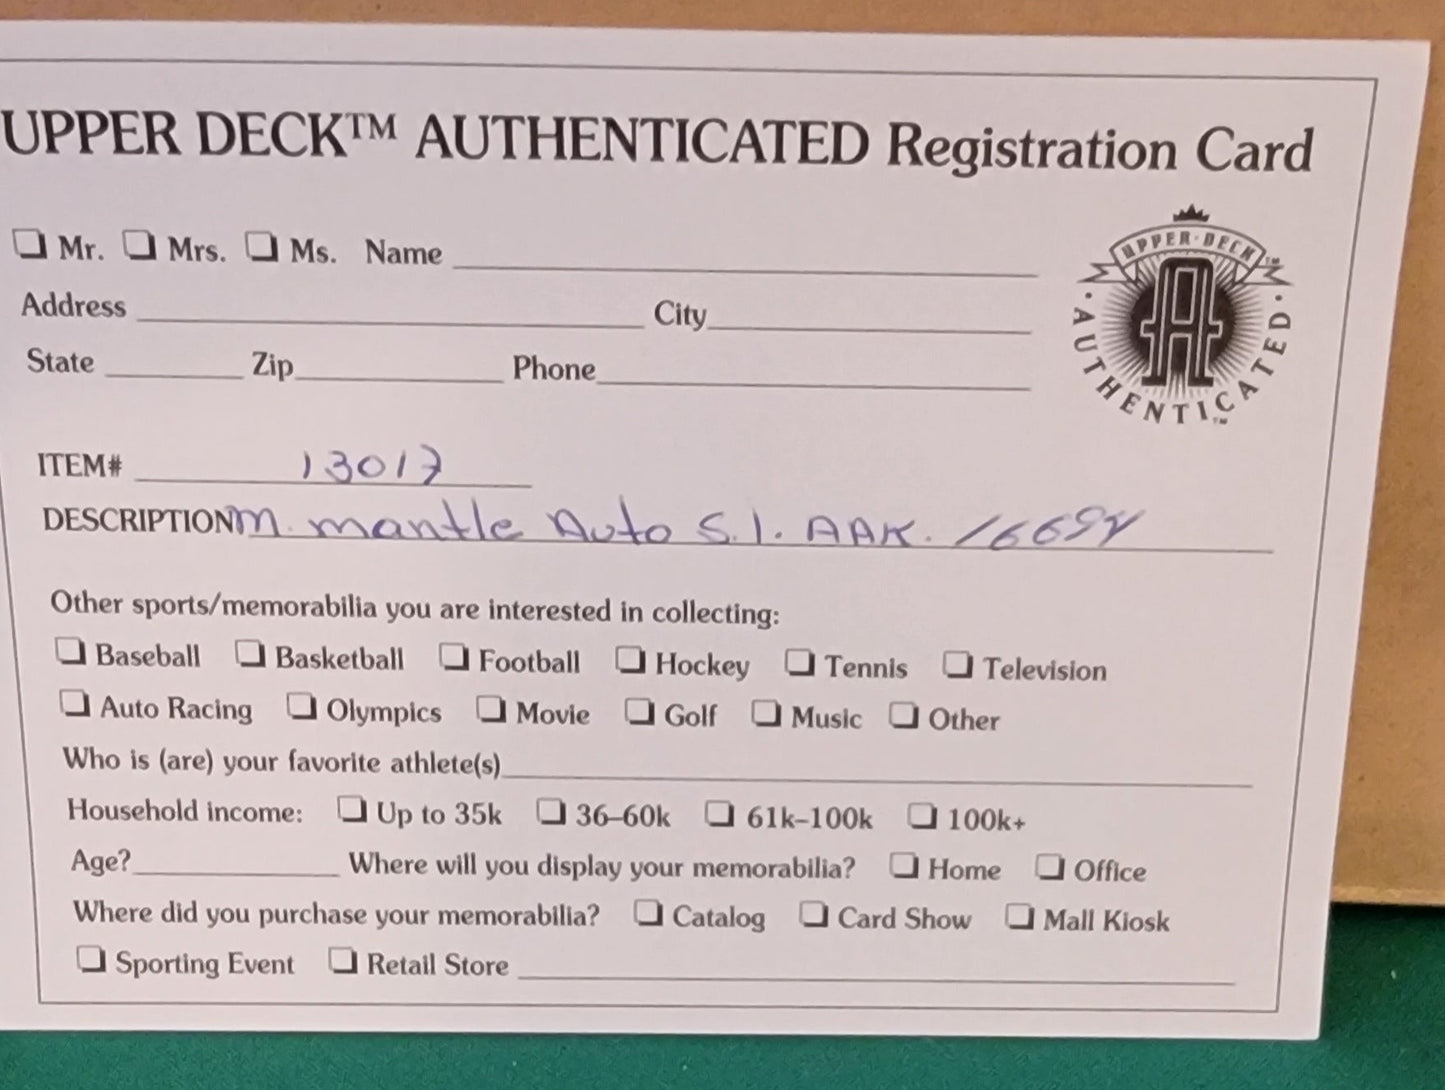 UPPER DECK™ AUTHENTICATED Registration Card
❏ Mr. ❏ Mrs. ❏ Ms. Name
UPPER·DECK™
A
·AUTHENTICATED·™
Address City
State Zip Phone
ITEM# 13017
DESCRIPTION M. mantle Auto S.I. AAK.
Other sports/memorabilia you are interested in collecting:
❏ Baseball ❏ Basketball ❏ Football ❏ Hockey ❏ Tennis ❏ Television
❏ Auto Racing ❏ Olympics ❏ Movie ❏ Golf ❏ Music ❏ Other
Who is (are) your favorite athlete(s)
Household income: ❏ Up to 35k ❏ 36–60k ❏ 61k–100k ❏ 100k+
Age? Where will you display your memorabilia? ❏ Home ❏ Office
Where did you purchase your memorabilia? ❏ Catalog ❏ Card Show ❏ Mall Kiosk
❏ Sporting Event ❏ Retail Store